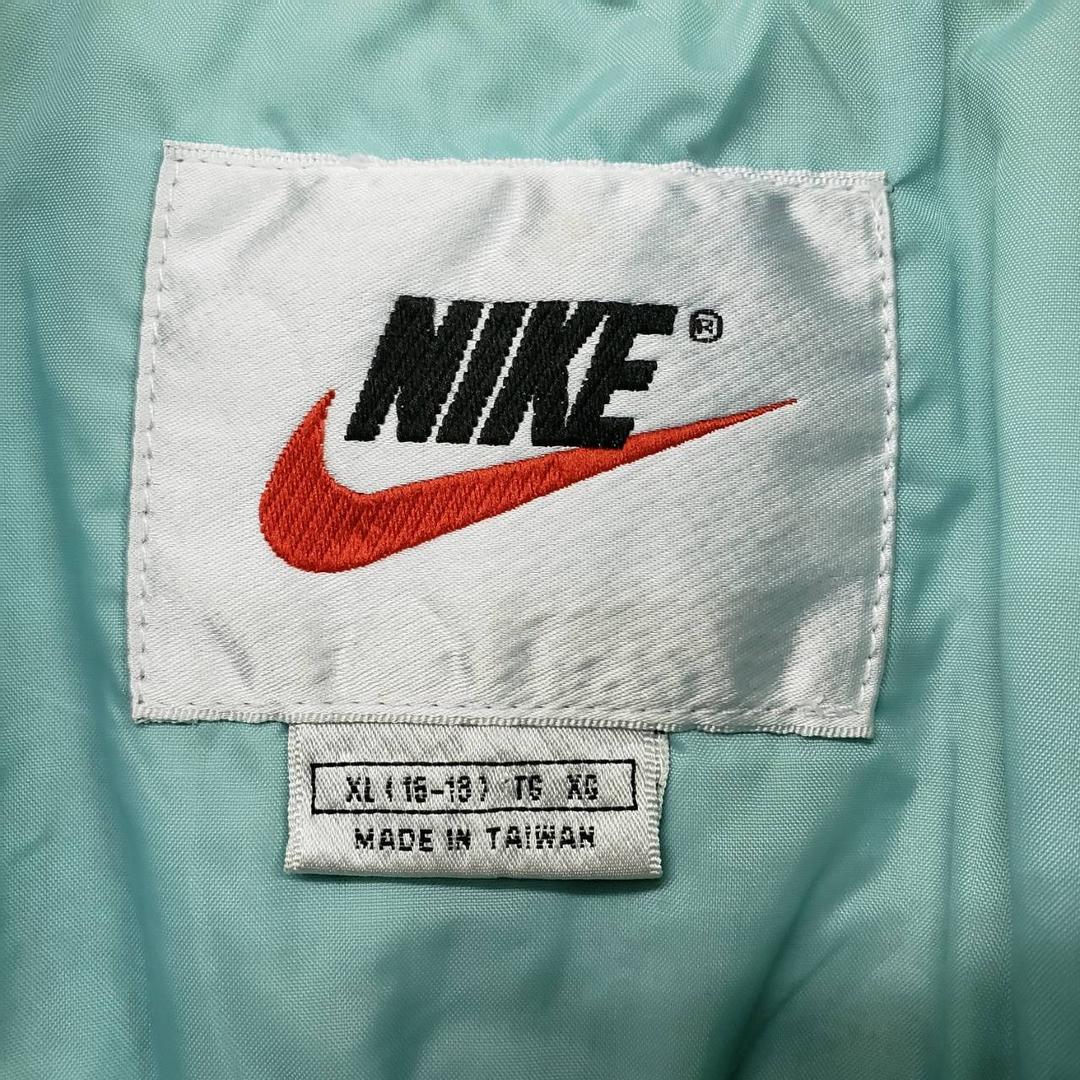 NIKE®
XL (16-18) TG XG
MADE IN TAIWAN